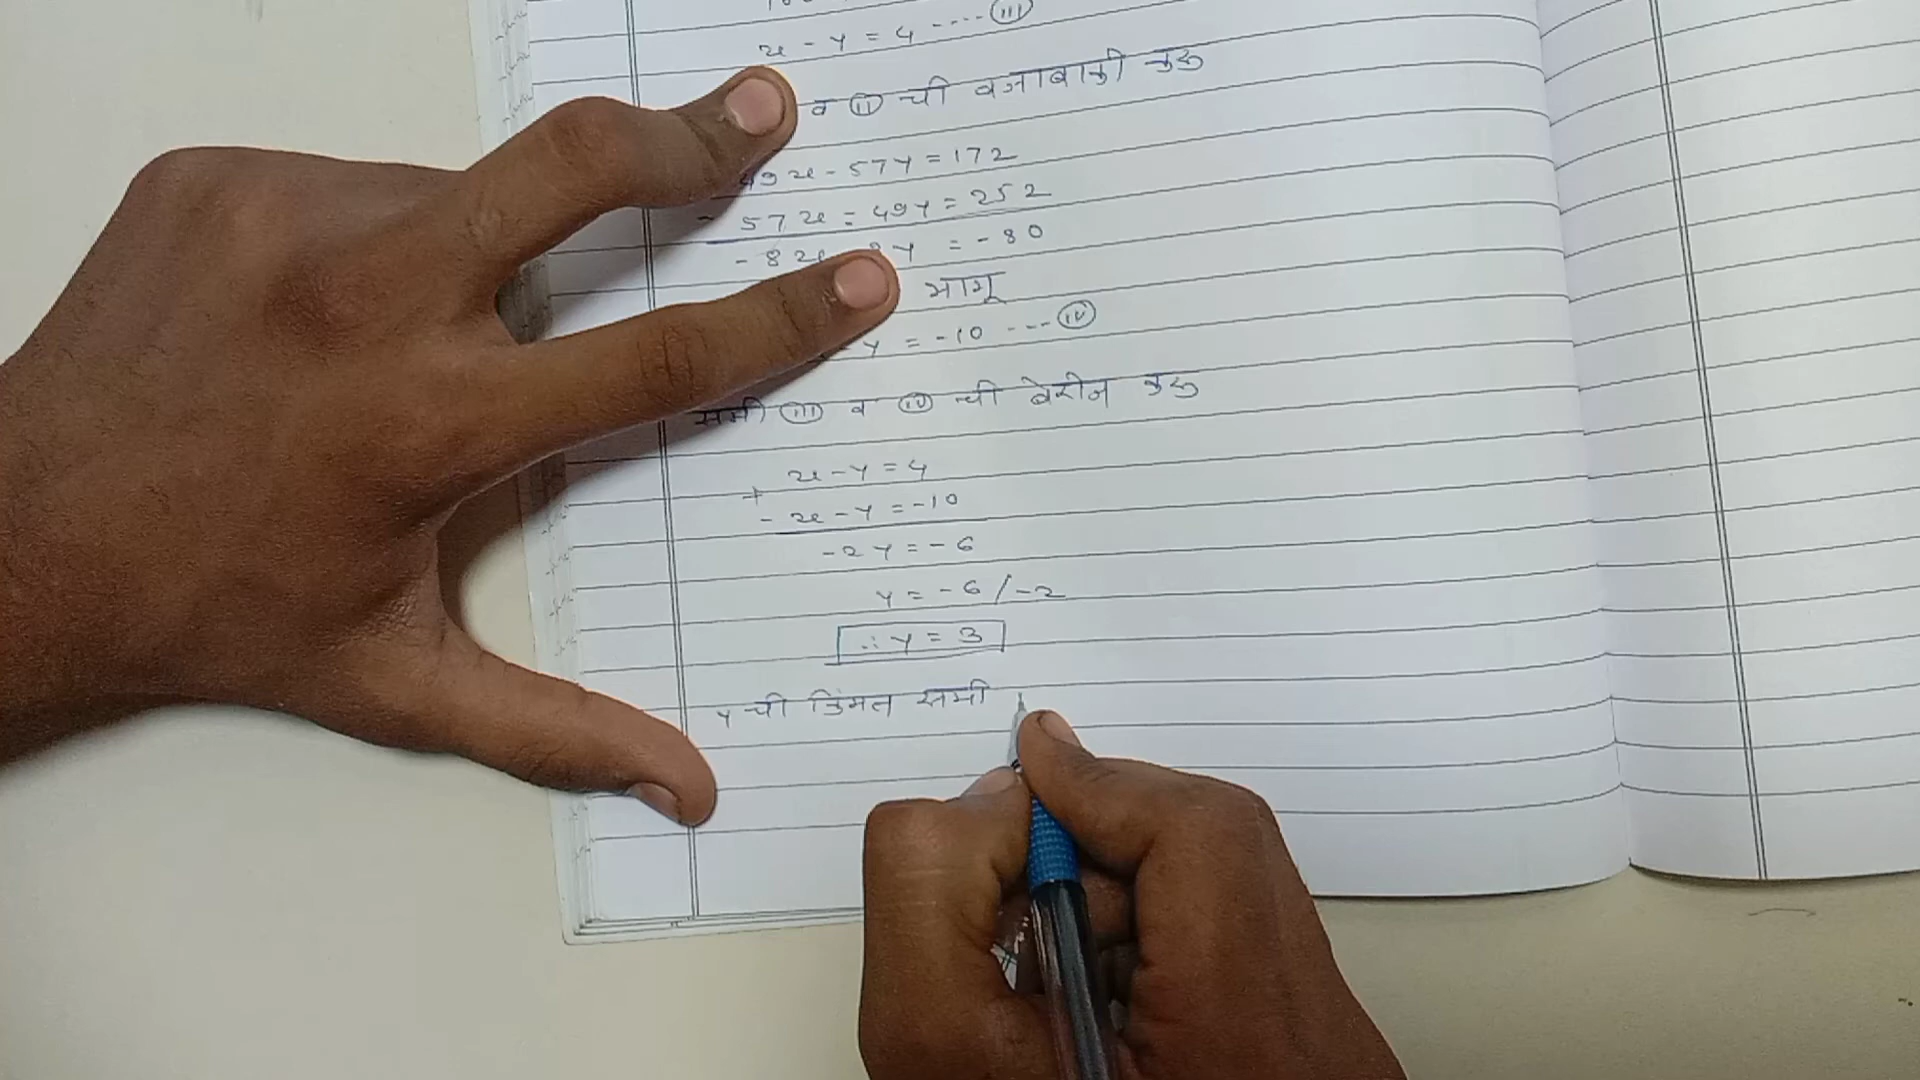 x - y = 4 ---- (iii)
व (ii) ची वजाबाकी करू
49x - 57y = 172
- 57x = 49y = 252
- 8x 8y = - 80
भागू
- y = -10 --- (iv)
समी (iii) व (iv) ची बेरीज करू
x - y = 4
+
- x - y = -10
-2y = -6
y = -6/-2
∴ y = 3
y ची किंमत समी